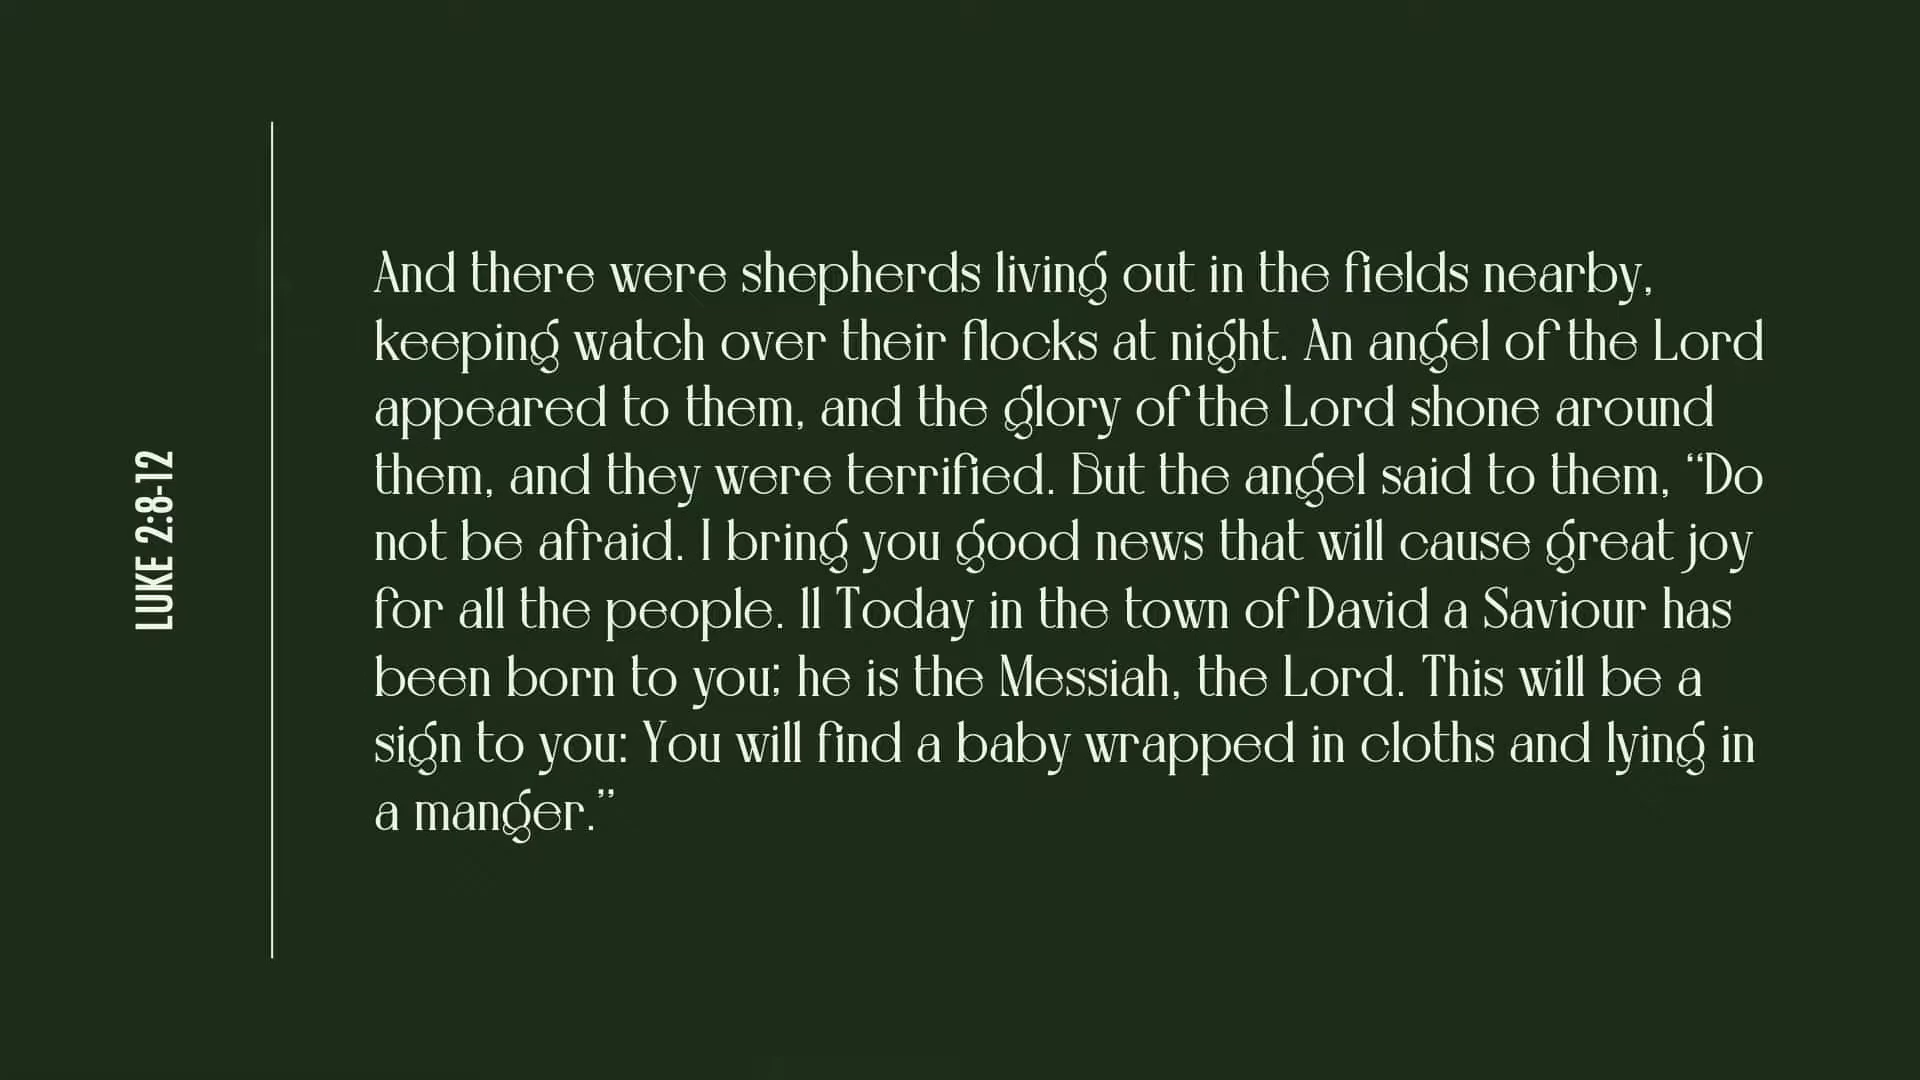 LUKE 2:8-12
And there were shepherds living out in the fields nearby,
keeping watch over their flocks at night. An angel of the Lord
appeared to them, and the glory of the Lord shone around
them, and they were terrified. But the angel said to them, “Do
not be afraid. I bring you good news that will cause great joy
for all the people. 11 Today in the town of David a Saviour has
been born to you; he is the Messiah, the Lord. This will be a
sign to you: You will find a baby wrapped in cloths and lying in
a manger.”